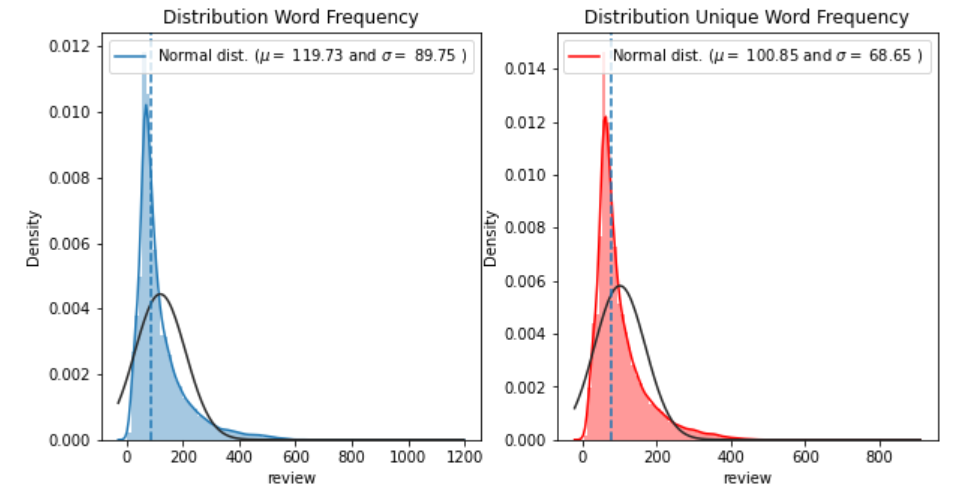 Distribution Word Frequency
Normal dist. (μ = 119.73 and σ = 89.75 )
0.012
0.010
0.008
0.006
0.004
0.002
0.000
Density
0 200 400 600 800 1000 1200
review
Distribution Unique Word Frequency
Normal dist. (μ = 100.85 and σ = 68.65 )
0.014
0.012
0.010
0.008
0.006
0.004
0.002
0.000
Density
0 200 400 600 800
review